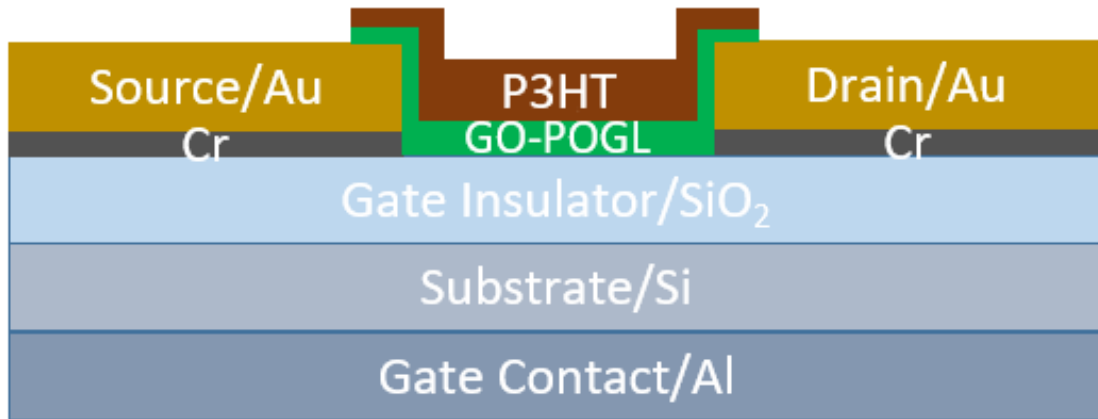 Source/Au
P3HT
Drain/Au
Cr
GO-POGL
Cr
Gate Insulator/SiO₂
Substrate/Si
Gate Contact/Al